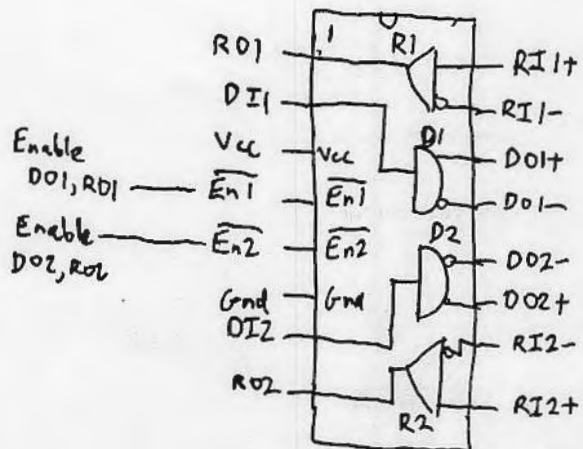 RO1 1 R1 RI1+
DI1 RI1-
D1
Enable Vcc Vcc DO1+
DO1, RO1 En1 En1 DO1-
Enable D2
DO2, RO2 En2 En2 DO2-
Gnd Gnd DO2+
DI2 RI2-
RO2 R2 RI2+